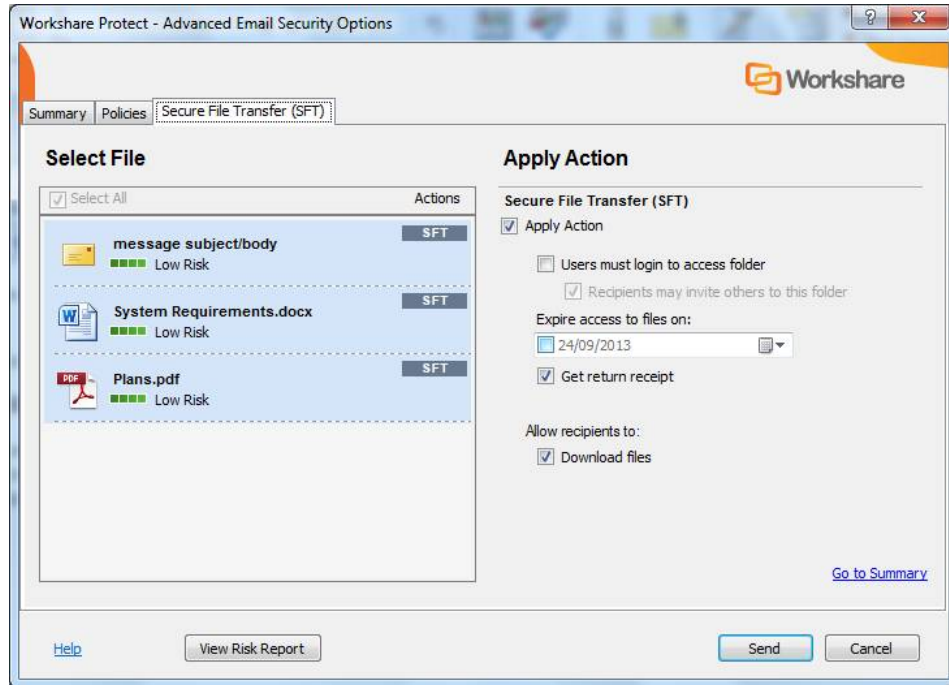 Workshare Protect - Advanced Email Security Options
?
X
Workshare
Summary
Policies
Secure File Transfer (SFT)
Select File
Select All
Actions
message subject/body
SFT
Low Risk
System Requirements.docx
SFT
Low Risk
PDF
Plans.pdf
SFT
Low Risk
Apply Action
Secure File Transfer (SFT)
Apply Action
Users must login to access folder
Recipients may invite others to this folder
Expire access to files on:
24/09/2013
Get return receipt
Allow recipients to:
Download files
Go to Summary
Help
View Risk Report
Send
Cancel